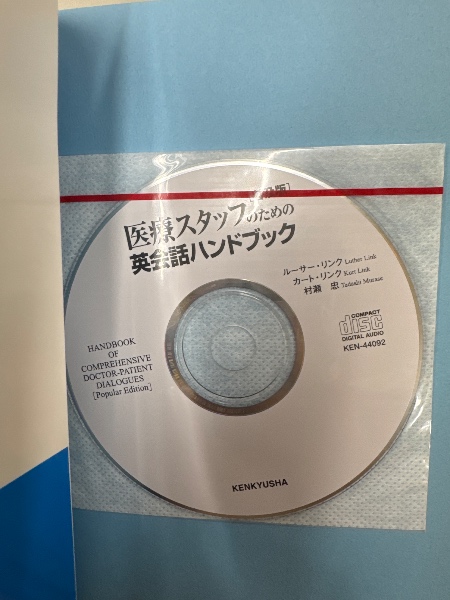 版]
医療スタッフのための
英会話ハンドブック
ルーサー・リンク Luther Link
カート・リンク Kurt Link
村瀬 忠 Tadashi Murase
COMPACT
disc
DIGITAL AUDIO
KEN-44092
HANDBOOK
OF
COMPREHENSIVE
DOCTOR-PATIENT
DIALOGUES
[Popular Edition]
KENKYUSHA